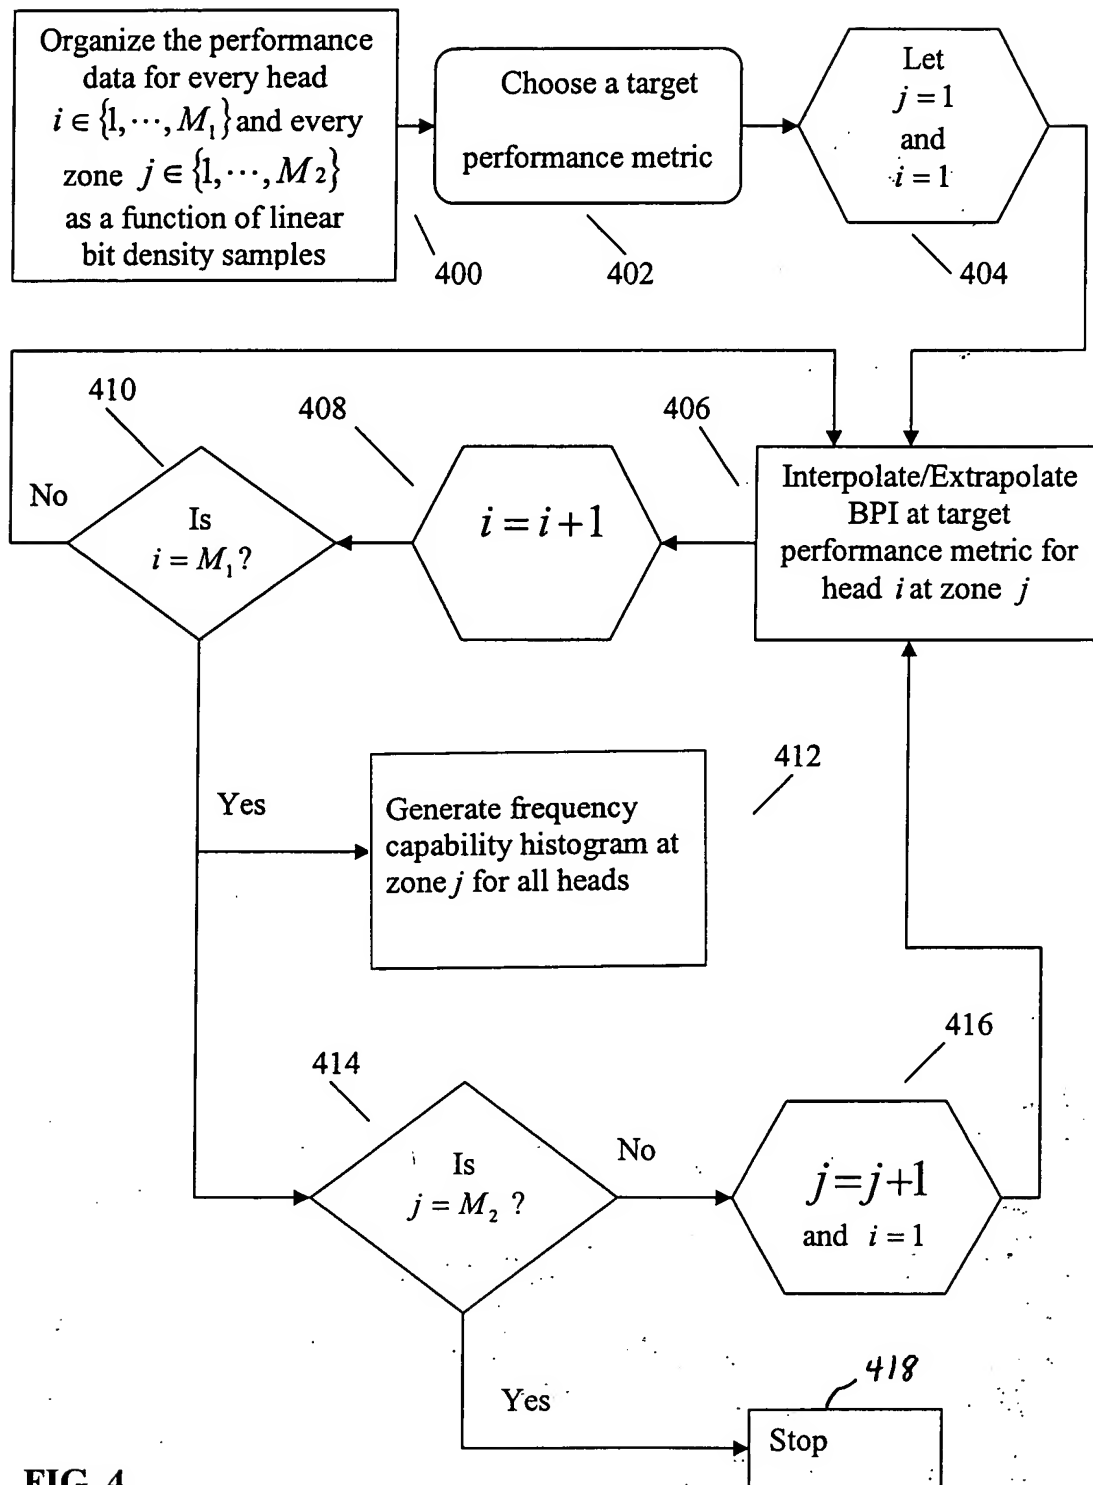 Organize the performance
data for every head
i ∈ {1, ⋯, M₁} and every
zone j ∈ {1, ⋯, M₂}
as a function of linear
bit density samples
400
Choose a target
performance metric
402
Let
j = 1
and
i = 1
404
410
408
406
No
Is
i = M₁ ?
i = i + 1
Interpolate/Extrapolate
BPI at target
performance metric for
head i at zone j
412
Yes
Generate frequency
capability histogram at
zone j for all heads
414
416
Is
j = M₂ ?
No
j = j + 1
and i = 1
418
Yes
Stop
FIG. 4